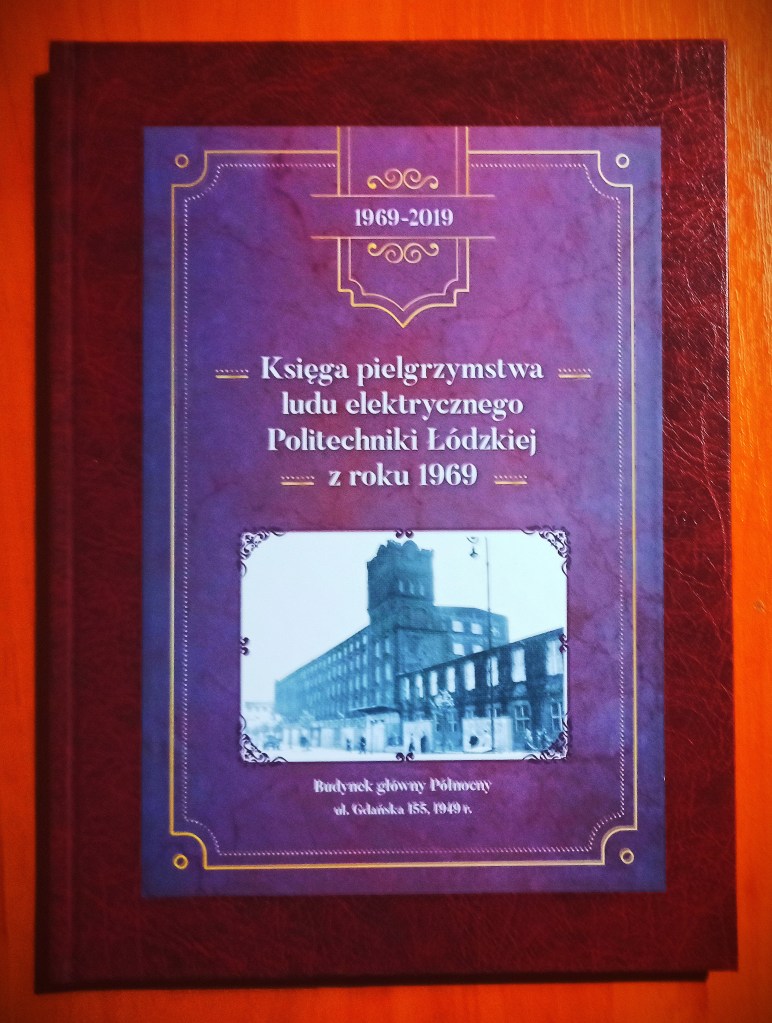 1969-2019
Księga pielgrzymstwa
ludu elektrycznego
Politechniki Łódzkiej
z roku 1969
Budynek główny Północny
ul. Gdańska 155, 1949 r.